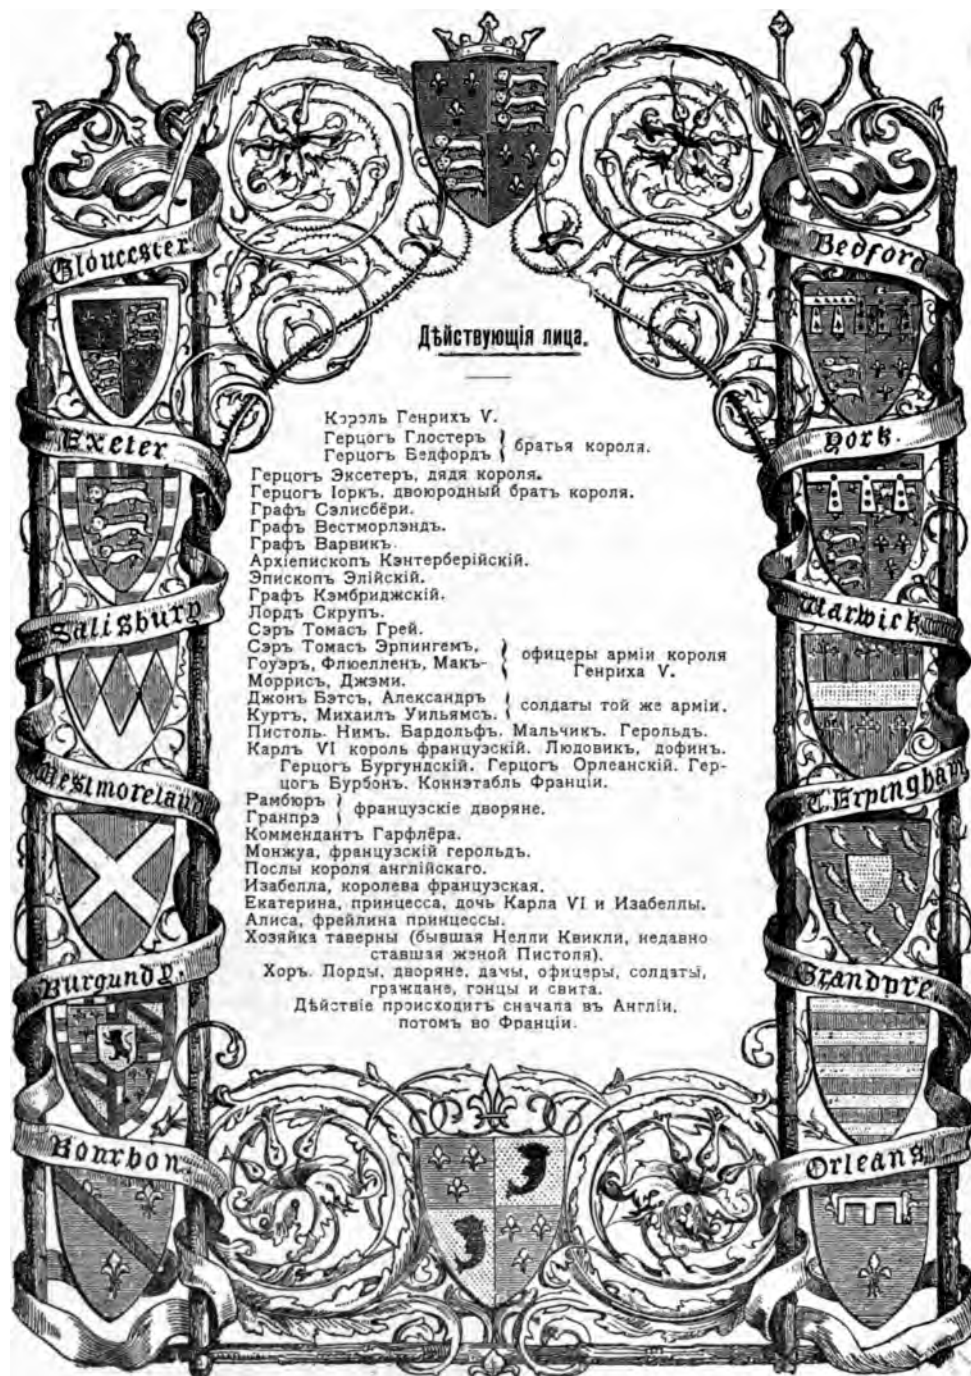 Gloucester.
Bedford
Exeter.
York.
Salisbury.
Warwick.
Westmoreland
T. Erpingham.
Burgundy.
Grandpre.
Bourbon.
Orleans.
Дѣйствующія лица.
Король Генрихъ V.
Герцогъ Глостеръ
Герцогъ Бедфордъ
братья короля.
Герцогъ Эксетеръ, дядя короля.
Герцогъ Іоркъ, двоюродный братъ короля.
Графъ Сэлисбёри.
Графъ Вестморлэндъ.
Графъ Варвикъ.
Архіепископъ Кэнтерберійскій.
Эпископъ Элійскій.
Графъ Кэмбриджскій.
Лордъ Скрупъ.
Сэръ Томасъ Грей.
Сэръ Томасъ Эрпингемъ,
Гоуэръ, Флюелленъ, Макъ-
Моррисъ, Джэми.
офицеры арміи короля
Генриха V.
Джонъ Бэтсъ, Александръ
Куртъ, Михаилъ Уильямсъ.
солдаты той же арміи.
Пистоль. Нимъ. Бардольфъ. Мальчикъ. Герольдъ.
Карлъ VI король французскій. Людовикъ, дофинъ.
Герцогъ Бургундскій. Герцогъ Орлеанскій. Гер-
цогъ Бурбонъ. Коннэтабль Франціи.
Рамбюръ
Гранпрэ
французскіе дворяне.
Коммендантъ Гарфлёра.
Монжуа, французскій герольдъ.
Послы короля англійскаго.
Изабелла, королева французская.
Екатерина, принцесса, дочь Карла VI и Изабеллы.
Алиса, фрейлина принцессы.
Хозяйка таверны (бывшая Нелли Квикли, недавно
ставшая женой Пистоля).
Хоръ. Лорды, дворяне, дамы, офицеры, солдаты,
граждане, гонцы и свита.
Дѣйствіе происходитъ сначала въ Англіи,
потомъ во Франціи.